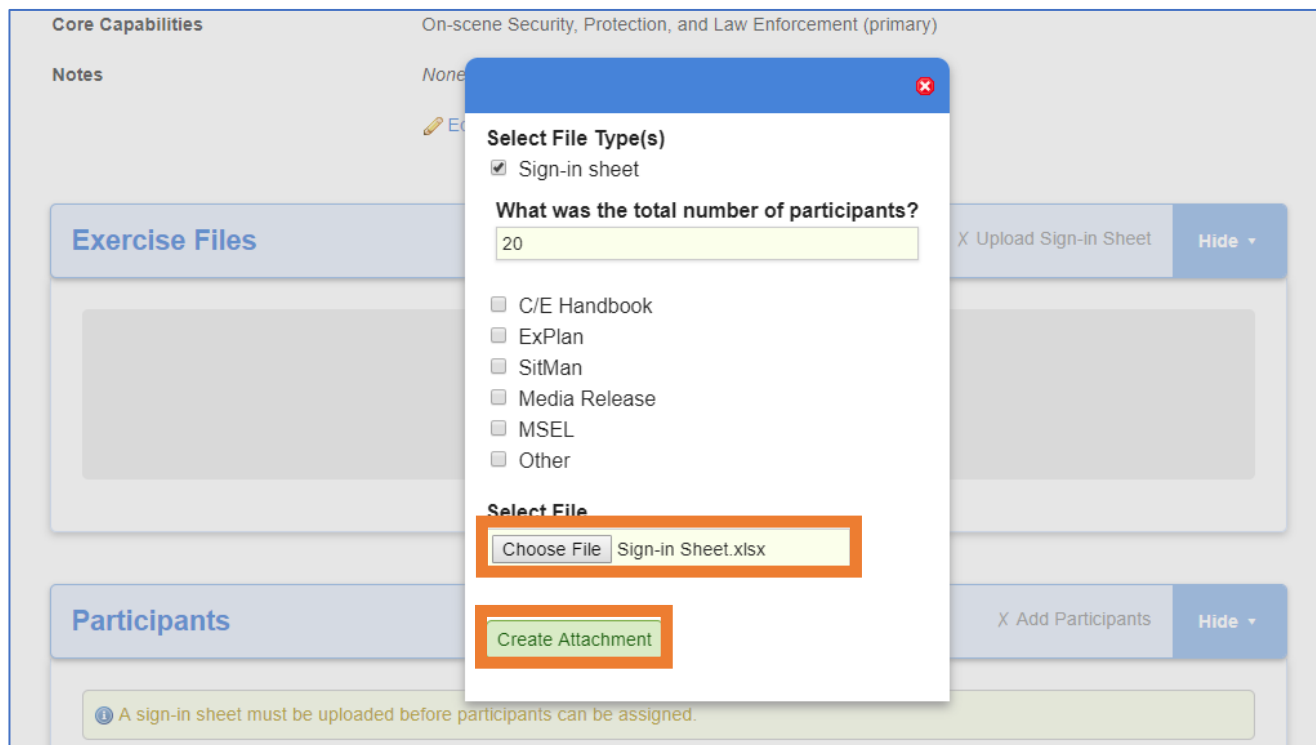 Core Capabilities On-scene Security, Protection, and Law Enforcement (primary)
Notes None
Select File Type(s)
Sign-in sheet
What was the total number of participants?
20
C/E Handbook
ExPlan
SitMan
Media Release
MSEL
Other
Select File
Choose File Sign-in Sheet.xlsx
Create Attachment
Exercise Files X Upload Sign-in Sheet Hide
Participants X Add Participants Hide
A sign-in sheet must be uploaded before participants can be assigned.